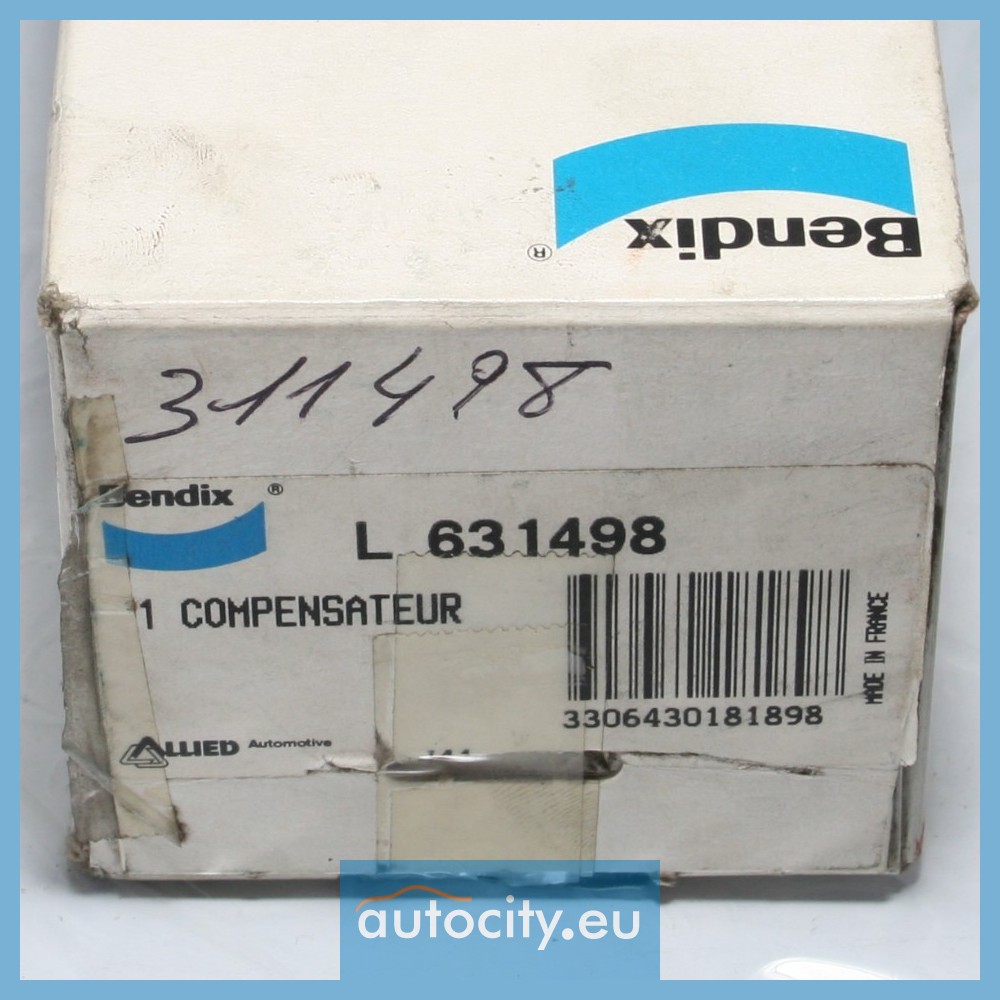 Bendix
®
311498
Bendix ®
L 631498
1 COMPENSATEUR
MADE IN FRANCE
3306430181898
ALLIED Automotive
autocity.eu